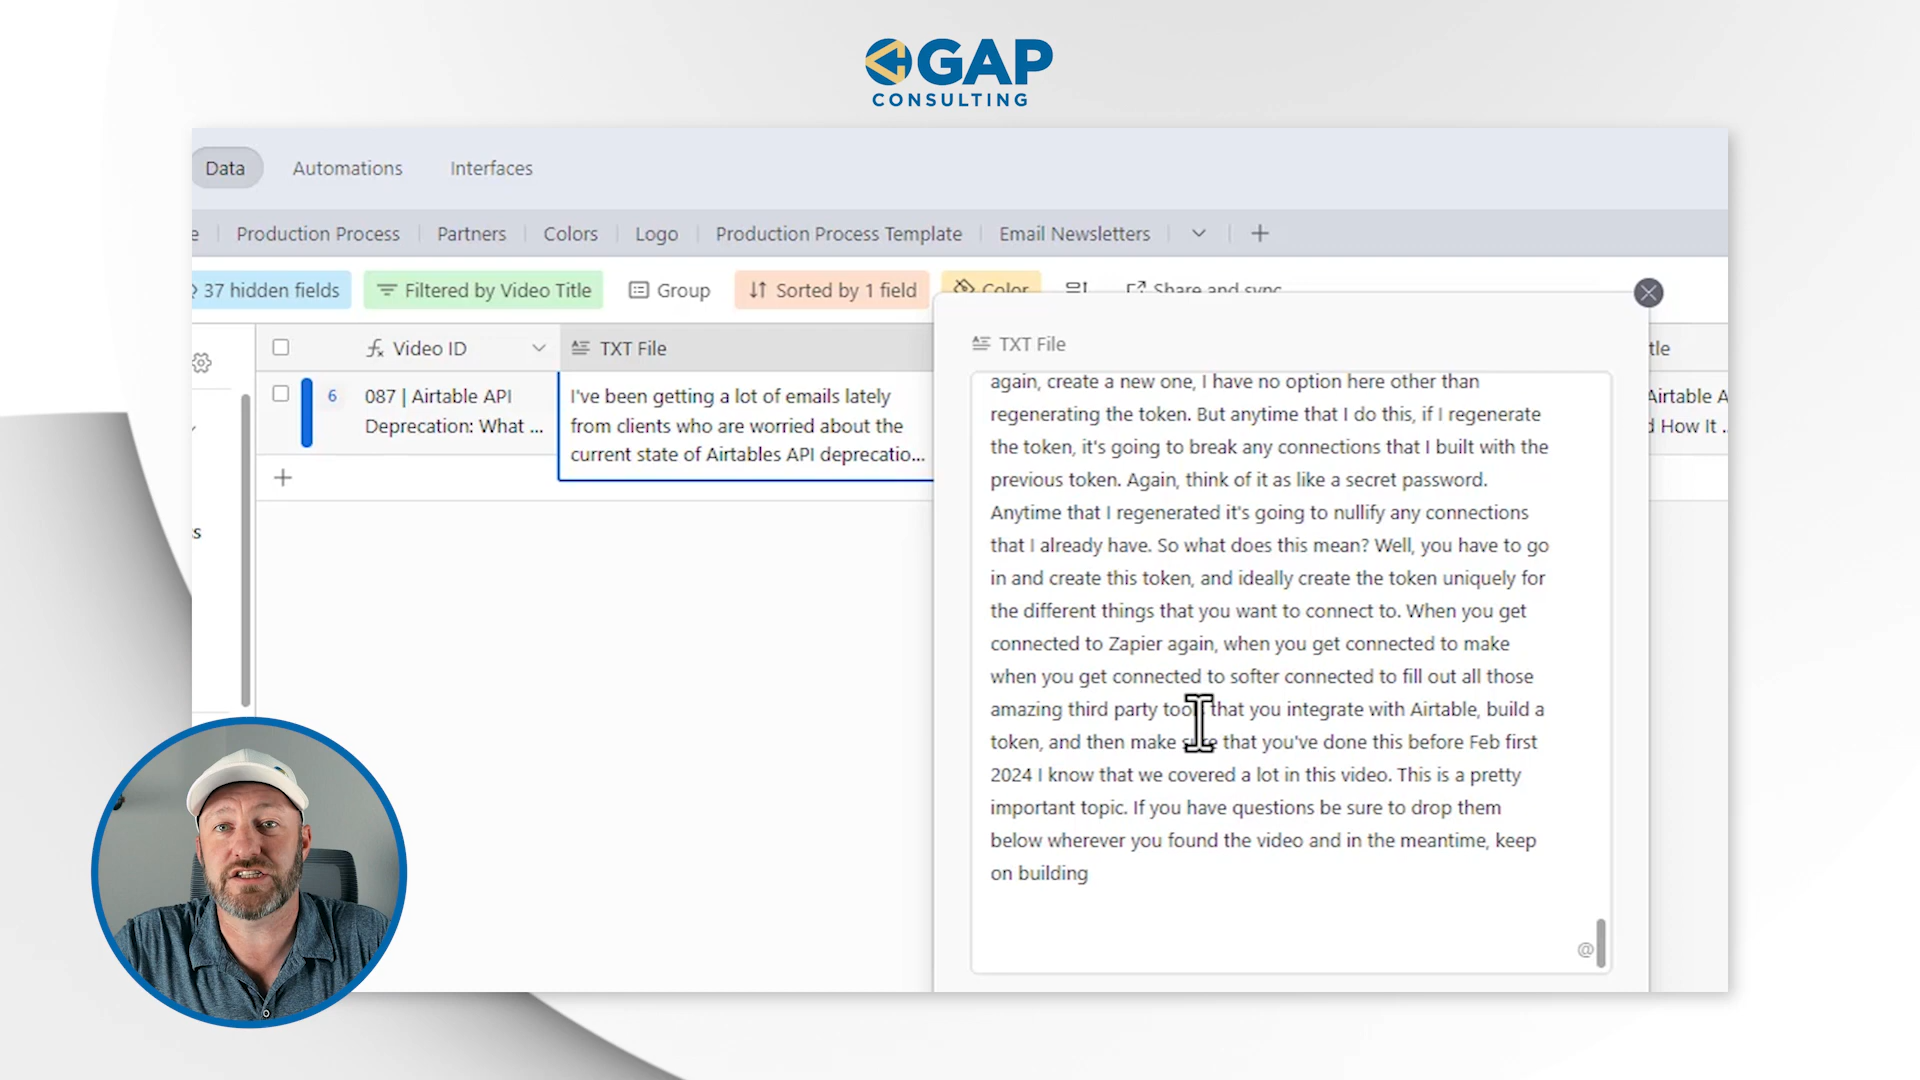 GAP
CONSULTING
Data
Automations
Interfaces
e
Production Process
Partners
Colors
Logo
Production Process Template
Email Newsletters
37 hidden fields
Filtered by Video Title
Group
Sorted by 1 field
Color
Share and sync
Video ID
TXT File
tle
6
087 | Airtable API
Deprecation: What ...
I've been getting a lot of emails lately
from clients who are worried about the
current state of Airtables API deprecatio...
Airtable A
d How It ...
s
TXT File
again, create a new one, I have no option here other than
regenerating the token. But anytime that I do this, if I regenerate
the token, it's going to break any connections that I built with the
previous token. Again, think of it as like a secret password.
Anytime that I regenerated it's going to nullify any connections
that I already have. So what does this mean? Well, you have to go
in and create this token, and ideally create the token uniquely for
the different things that you want to connect to. When you get
connected to Zapier again, when you get connected to make
when you get connected to softer connected to fill out all those
amazing third party tools that you integrate with Airtable, build a
token, and then make sure that you've done this before Feb first
2024 I know that we covered a lot in this video. This is a pretty
important topic. If you have questions be sure to drop them
below wherever you found the video and in the meantime, keep
on building
@